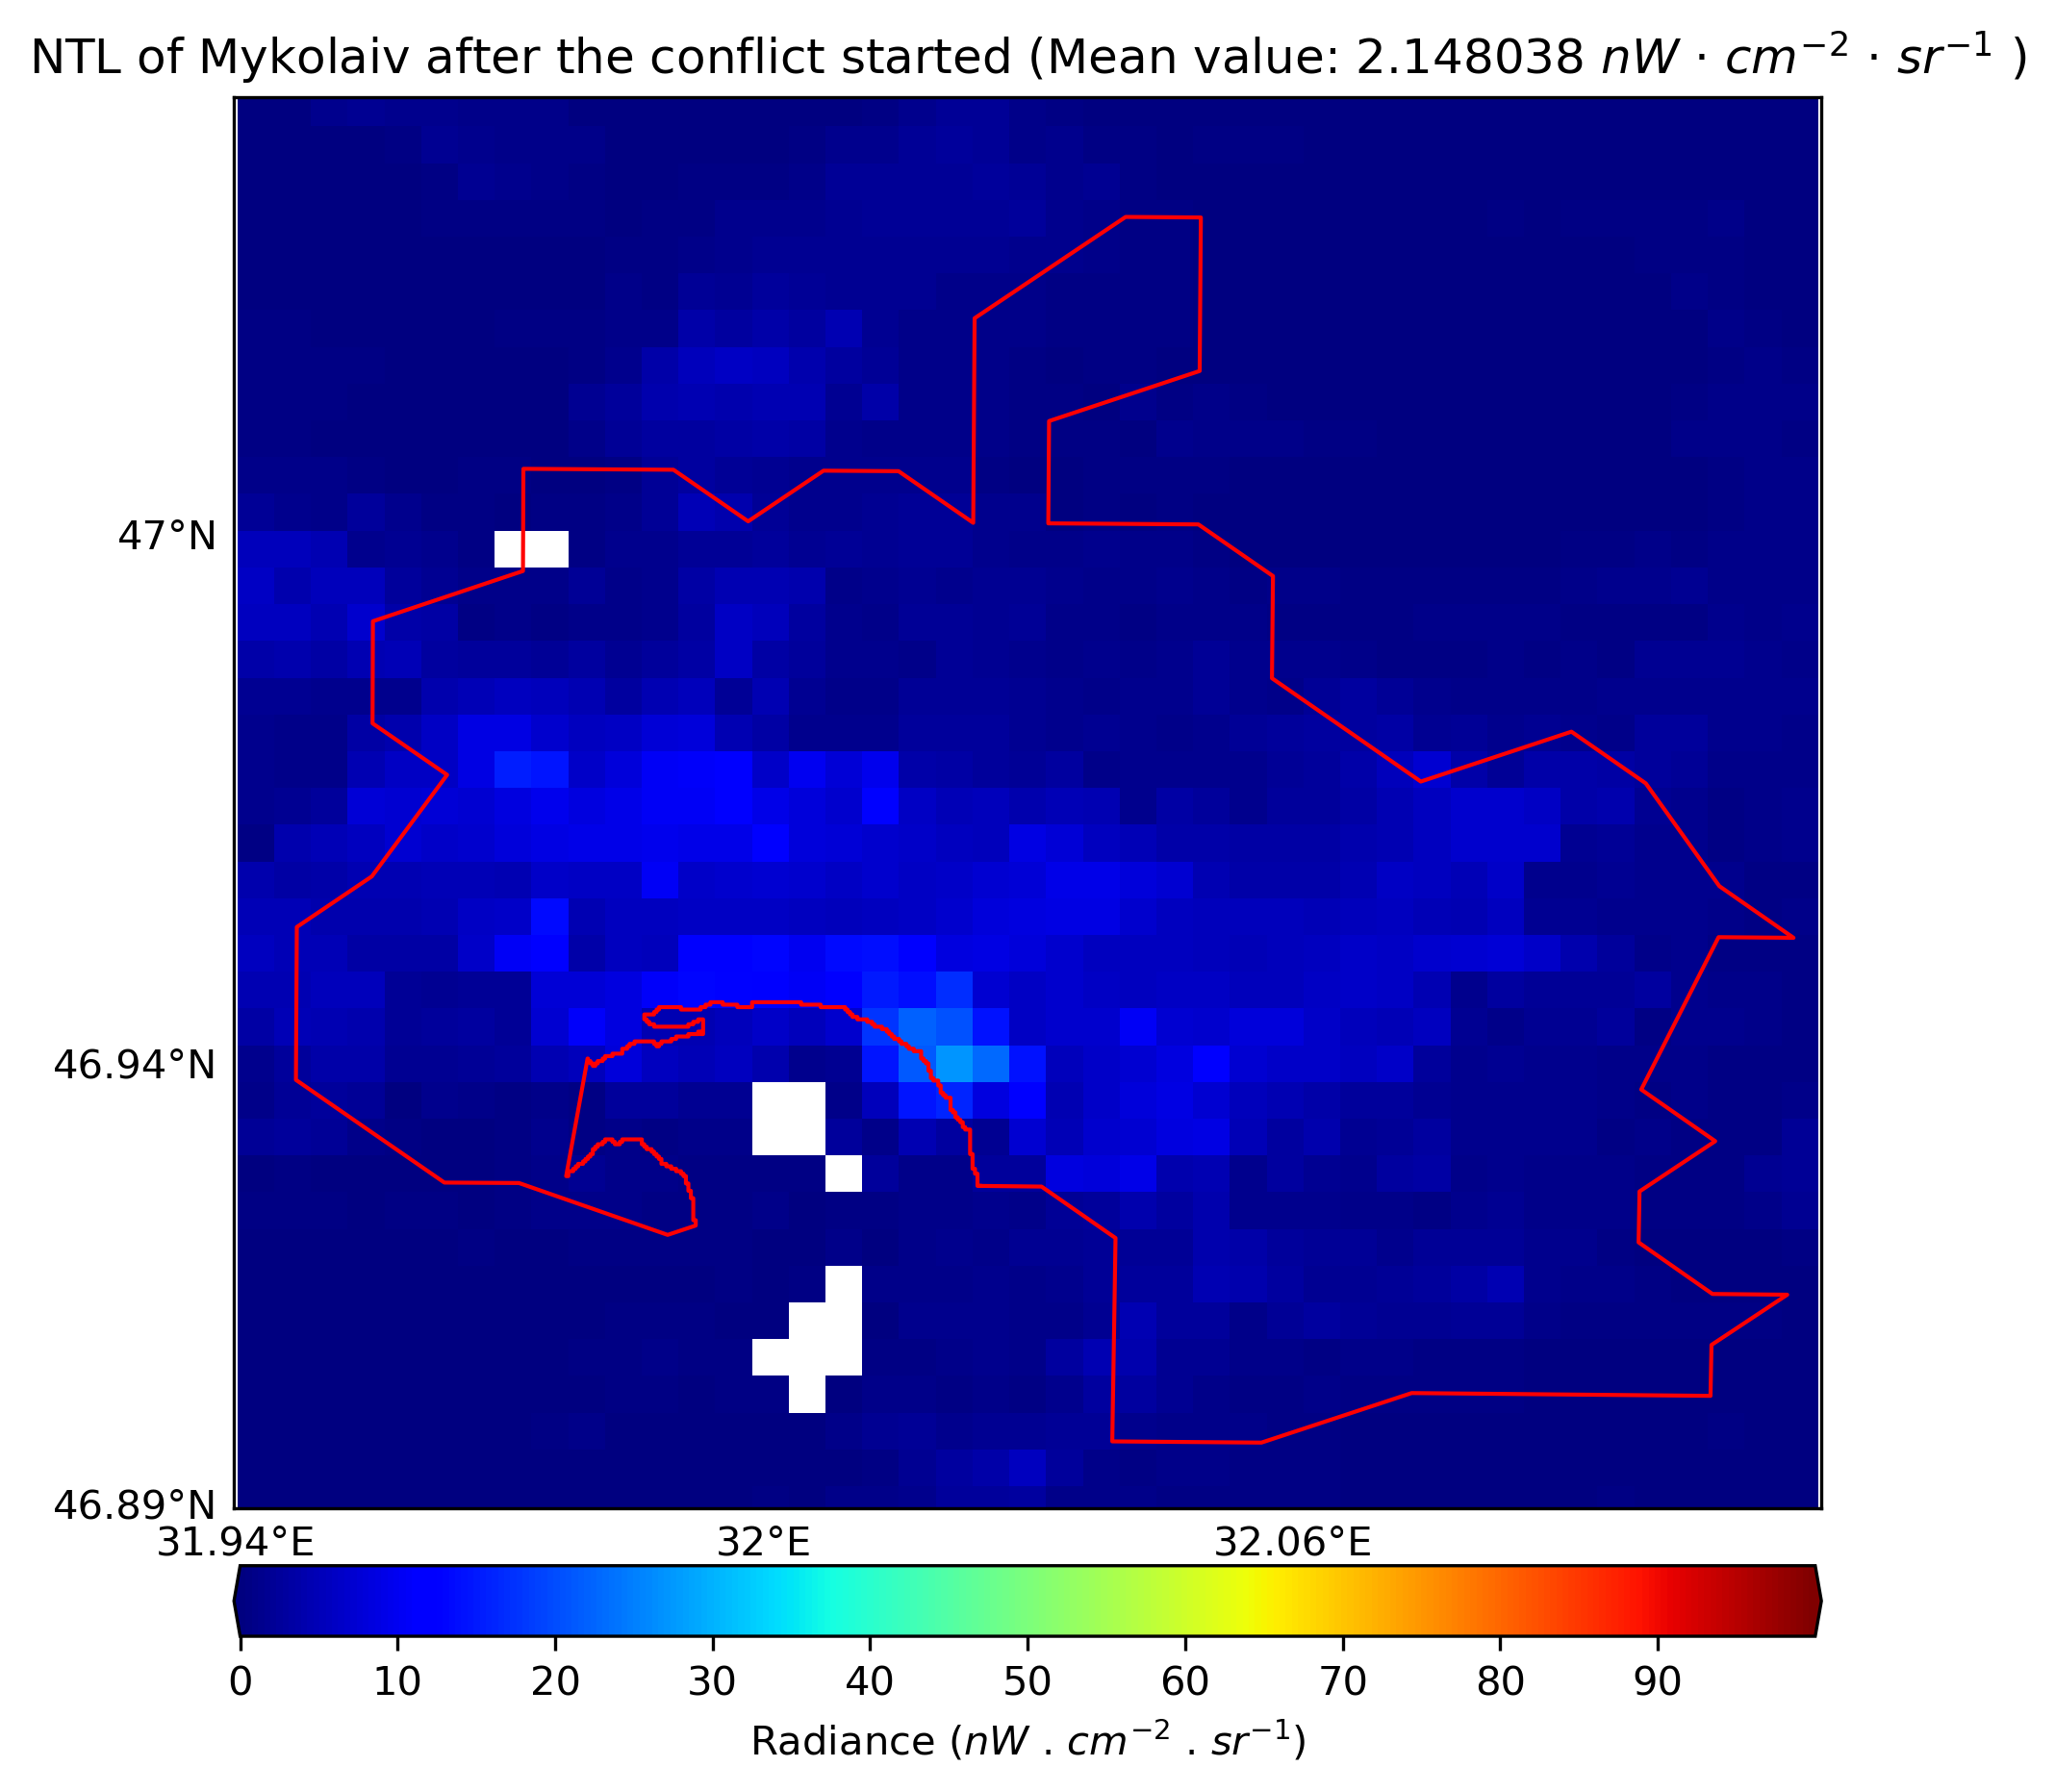 NTL of Mykolaiv after the conflict started (Mean value: 2.148038 nW · cm⁻² · sr⁻¹ )
47°N
46.94°N
46.89°N
31.94°E 32°E 32.06°E
0 10 20 30 40 50 60 70 80 90
Radiance (nW . cm⁻² . sr⁻¹)